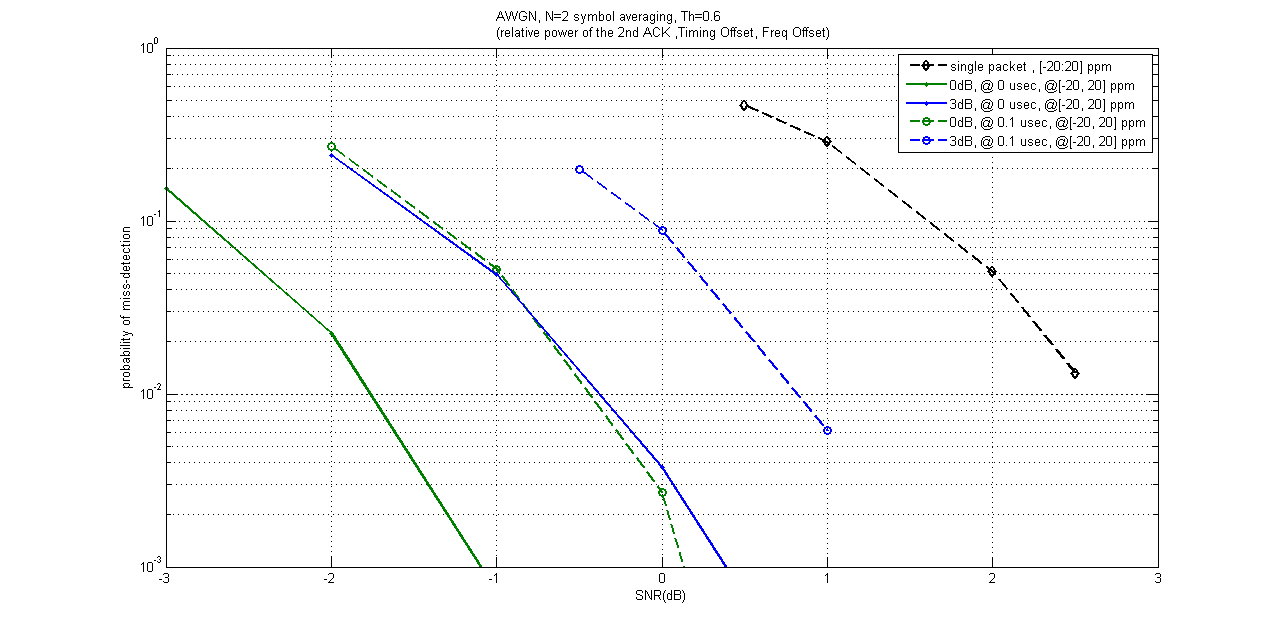 AWGN, N=2 symbol averaging, Th=0.6
(relative power of the 2nd ACK ,Timing Offset, Freq Offset)
single packet , [-20:20] ppm
0dB, @ 0 usec, @[-20, 20] ppm
3dB, @ 0 usec, @[-20, 20] ppm
0dB, @ 0.1 usec, @[-20, 20] ppm
3dB, @ 0.1 usec, @[-20, 20] ppm
probability of miss-detection
10^0
10^-1
10^-2
10^-3
-3 -2 -1 0 1 2 3
SNR(dB)